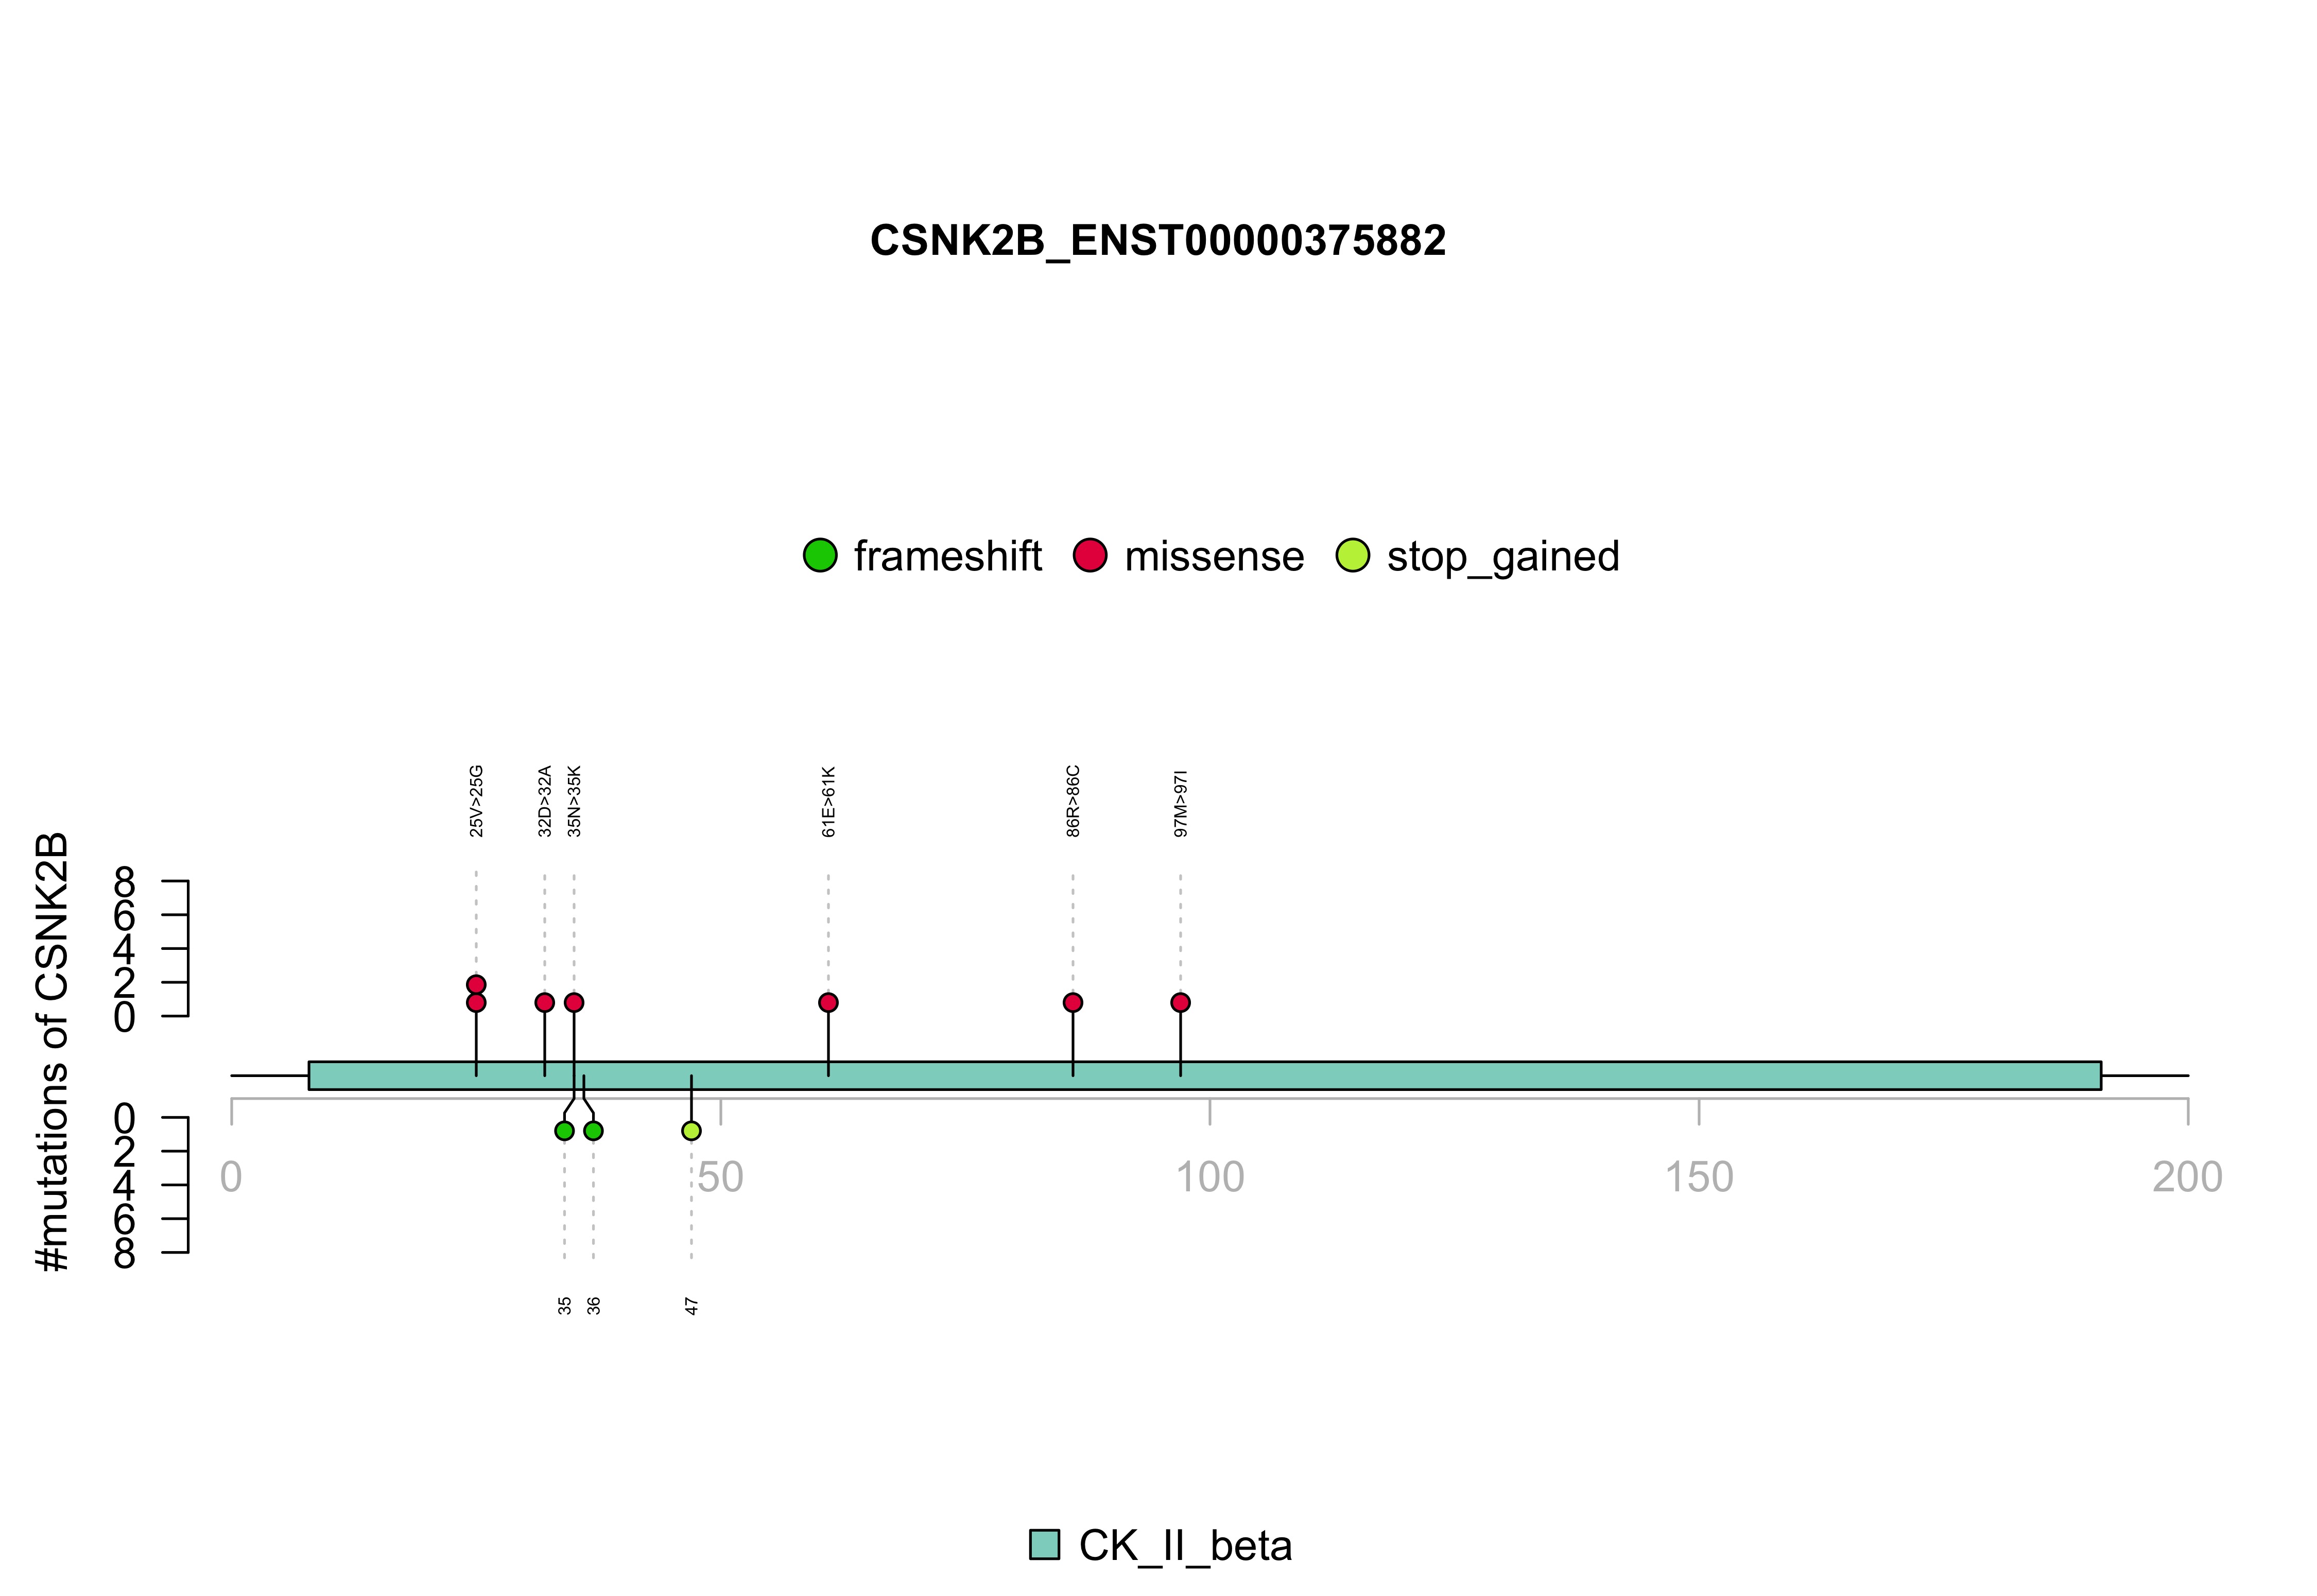 CSNK2B_ENST00000375882
frameshift missense stop_gained
25V>25G
32D>32A
35N>35K
61E>61K
86R>86C
97M>97I
#mutations of CSNK2B
8
6
4
2
0
0
2
4
6
8
0 50 100 150 200
35
36
47
CK_II_beta